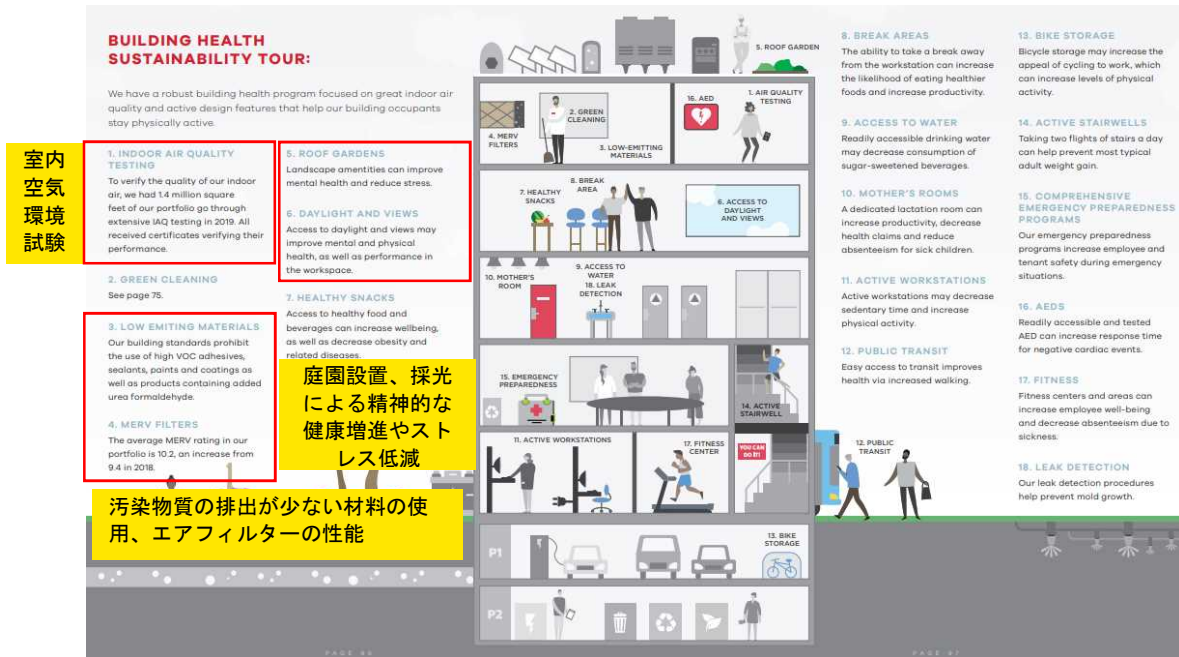 BUILDING HEALTH
SUSTAINABILITY TOUR:
We have a robust building health program focused on great indoor air
quality and active design features that help our building occupants
stay physically active.
室内
空気
環境
試験
1. INDOOR AIR QUALITY
TESTING
To verify the quality of our indoor
air, we had 1.4 million square
feet of our portfolio go through
extensive IAQ testing in 2019. All
received certificates verifying their
performance.
2. GREEN CLEANING
See page 75.
3. LOW EMITING MATERIALS
Our building standards prohibit
the use of high VOC adhesives,
sealants, paints and coatings as
well as products containing added
urea formaldehyde.
4. MERV FILTERS
The average MERV rating in our
portfolio is 10.2, an increase from
9.4 in 2018.
汚染物質の排出が少ない材料の使
用、エアフィルターの性能
5. ROOF GARDENS
Landscape amentities can improve
mental health and reduce stress.
6. DAYLIGHT AND VIEWS
Access to daylight and views may
improve mental and physical
health, as well as performance in
the workspace.
7. HEALTHY SNACKS
Access to healthy food and
beverages can increase wellbeing,
as well as decrease obesity and
related diseases.
庭園設置、採光
による精神的な
健康増進やスト
レス低減
5. ROOF GARDEN
4. MERV
FILTERS
2. GREEN
CLEANING
3. LOW-EMITTING
MATERIALS
16. AED
1. AIR QUALITY
TESTING
7. HEALTHY
SNACKS
8. BREAK
AREA
6. ACCESS TO
DAYLIGHT
AND VIEWS
10. MOTHER'S
ROOM
9. ACCESS TO
WATER
18. LEAK
DETECTION
15. EMERGENCY
PREPAREDNESS
14. ACTIVE
STAIRWELL
11. ACTIVE WORKSTATIONS
17. FITNESS
CENTER
YOU CAN
DO IT!
12. PUBLIC
TRANSIT
P1
13. BIKE
STORAGE
P2
8. BREAK AREAS
The ability to take a break away
from the workstation can increase
the likelihood of eating healthier
foods and increase productivity.
9. ACCESS TO WATER
Readily accessible drinking water
may decrease consumption of
sugar-sweetened beverages.
10. MOTHER'S ROOMS
A dedicated lactation room can
increase productivity, decrease
health claims and reduce
absenteeism for sick children.
11. ACTIVE WORKSTATIONS
Active workstations may decrease
sedentary time and increase
physical activity.
12. PUBLIC TRANSIT
Easy access to transit improves
health via increased walking.
13. BIKE STORAGE
Bicycle storage may increase the
appeal of cycling to work, which
can increase levels of physical
activity.
14. ACTIVE STAIRWELLS
Taking two flights of stairs a day
can help prevent most typical
adult weight gain.
15. COMPREHENSIVE
EMERGENCY PREPAREDNESS
PROGRAMS
Our emergency preparedness
programs increase employee and
tenant safety during emergency
situations.
16. AEDS
Readily accessible and tested
AED can increase response time
for negative cardiac events.
17. FITNESS
Fitness centers and areas can
increase employee well-being
and decrease absenteeism due to
sickness.
18. LEAK DETECTION
Our leak detection procedures
help prevent mold growth.
PAGE 66
PAGE 67